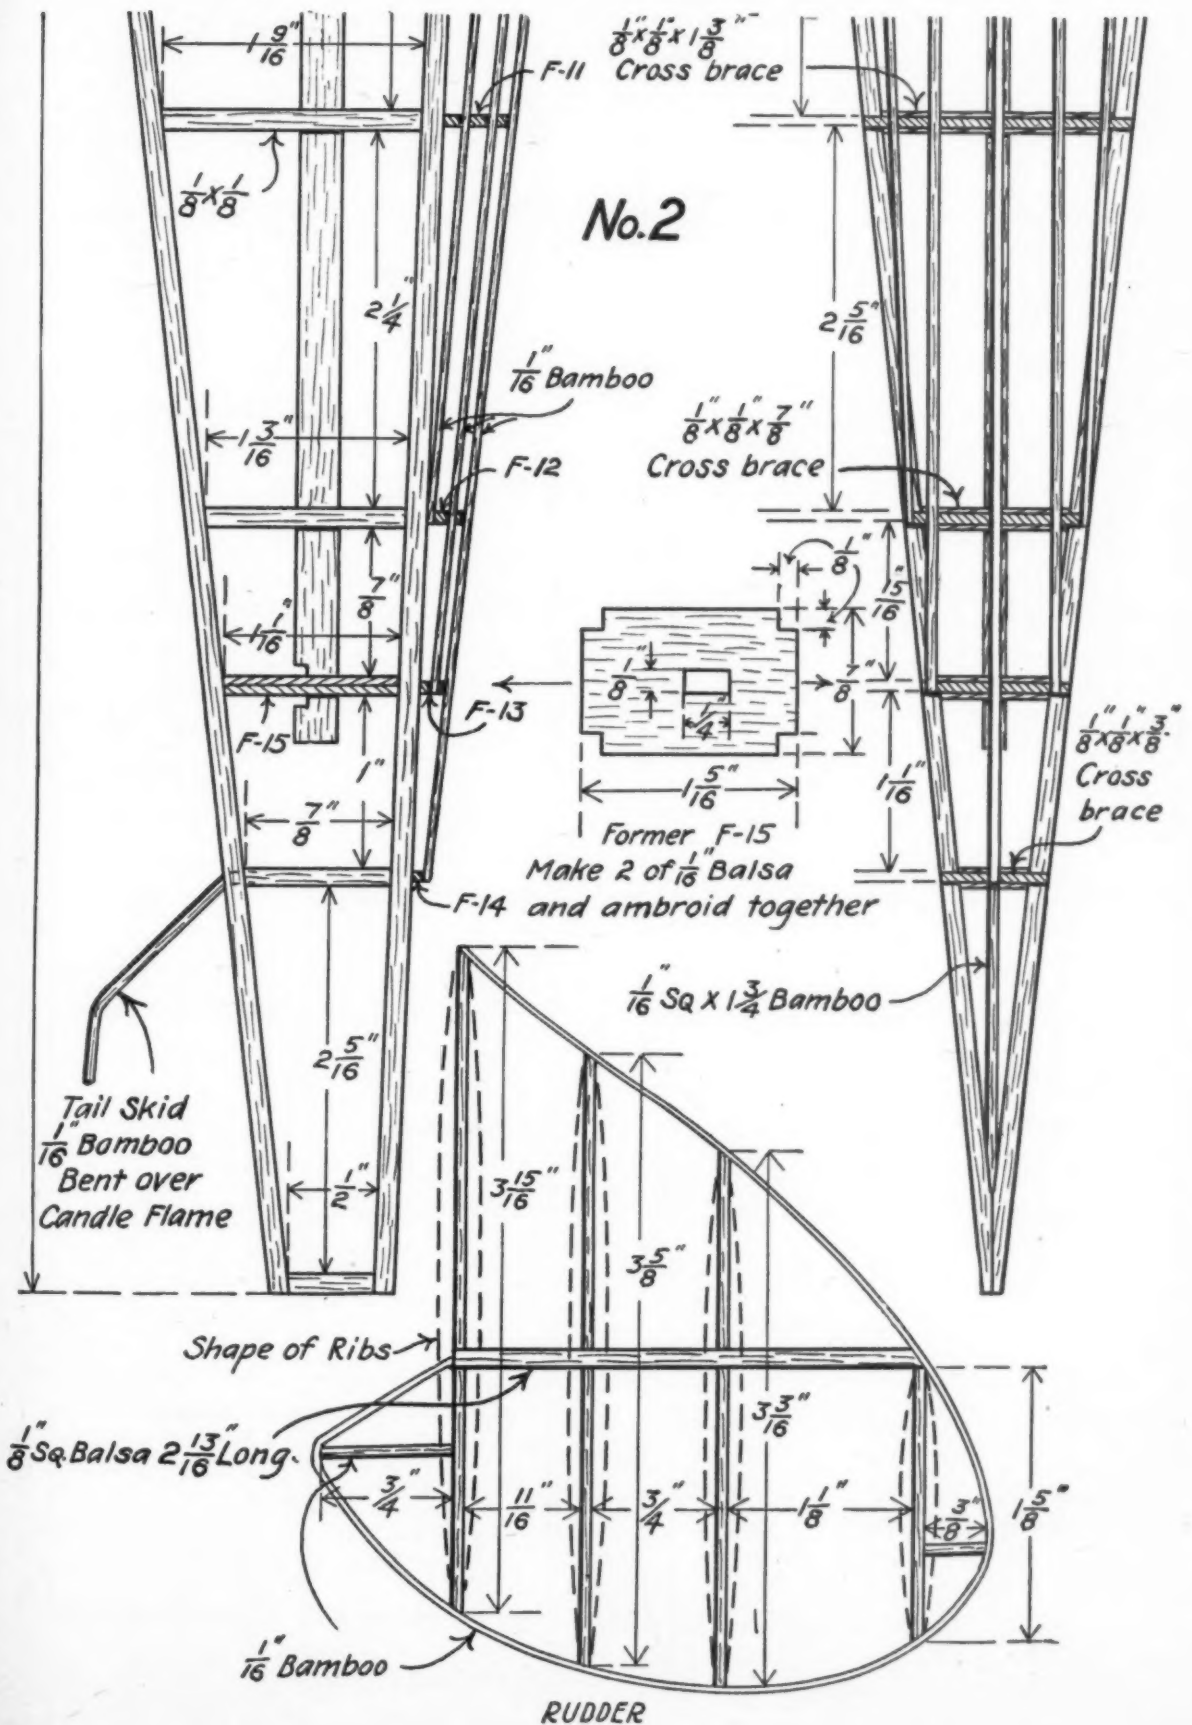 1 9/16"
1/8"x1/8"x1 3/8"
F-11 Cross brace
1/8x1/8
No.2
2 1/4"
2 5/16"
1/16" Bamboo
1 3/16"
1/8"x1/8"x7/8"
Cross brace
F-12
7/8"
1/8"
15/16"
1 1/16"
1/8"
7/8"
F-13
1/4"
F-15
1/8"x1/8"x3/8"
Cross
brace
1"
1 5/16"
1 1/16"
7/8"
Former F-15
Make 2 of 1/16" Balsa
F-14 and ambroid together
1/16" SQ X 1 3/4 Bamboo
2 5/16"
Tail Skid
1/16" Bamboo
Bent over
Candle Flame
1/2"
3 15/16"
3 5/8"
Shape of Ribs
3 3/16"
1/8" Sq. Balsa 2 13/16" Long.
3/4"
11/16"
3/4"
1 1/8"
3/8"
1 5/8"
1/16" Bamboo
RUDDER